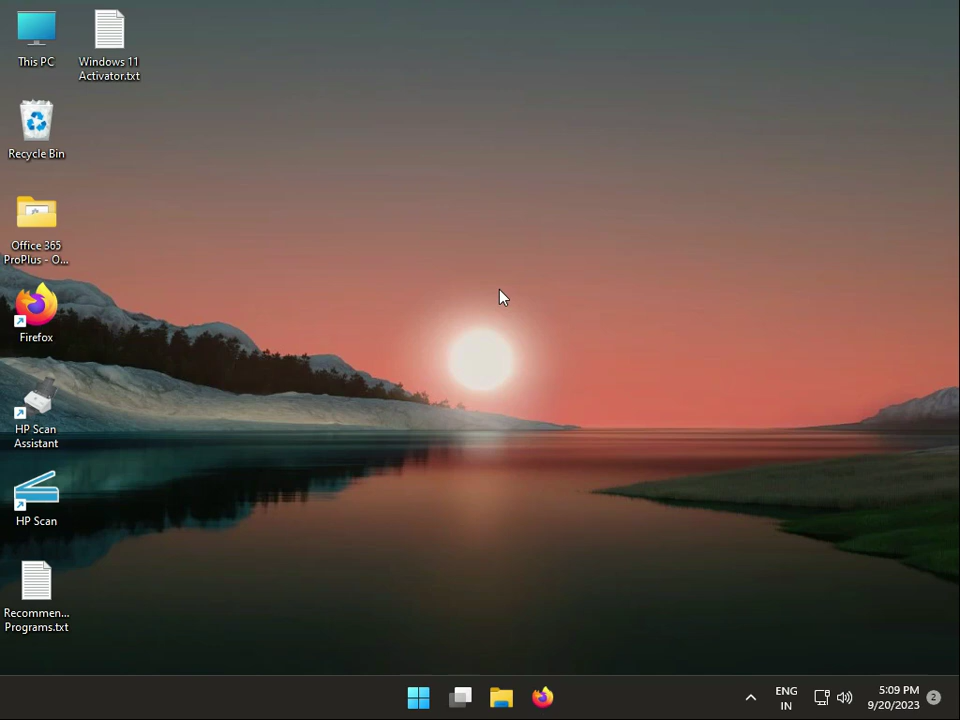 This PC
Windows 11
Activator.txt
Recycle Bin
Office 365
ProPlus - O...
Firefox
HP Scan
Assistant
HP Scan
Recommen...
Programs.txt
ENG
IN
5:09 PM
9/20/2023
2